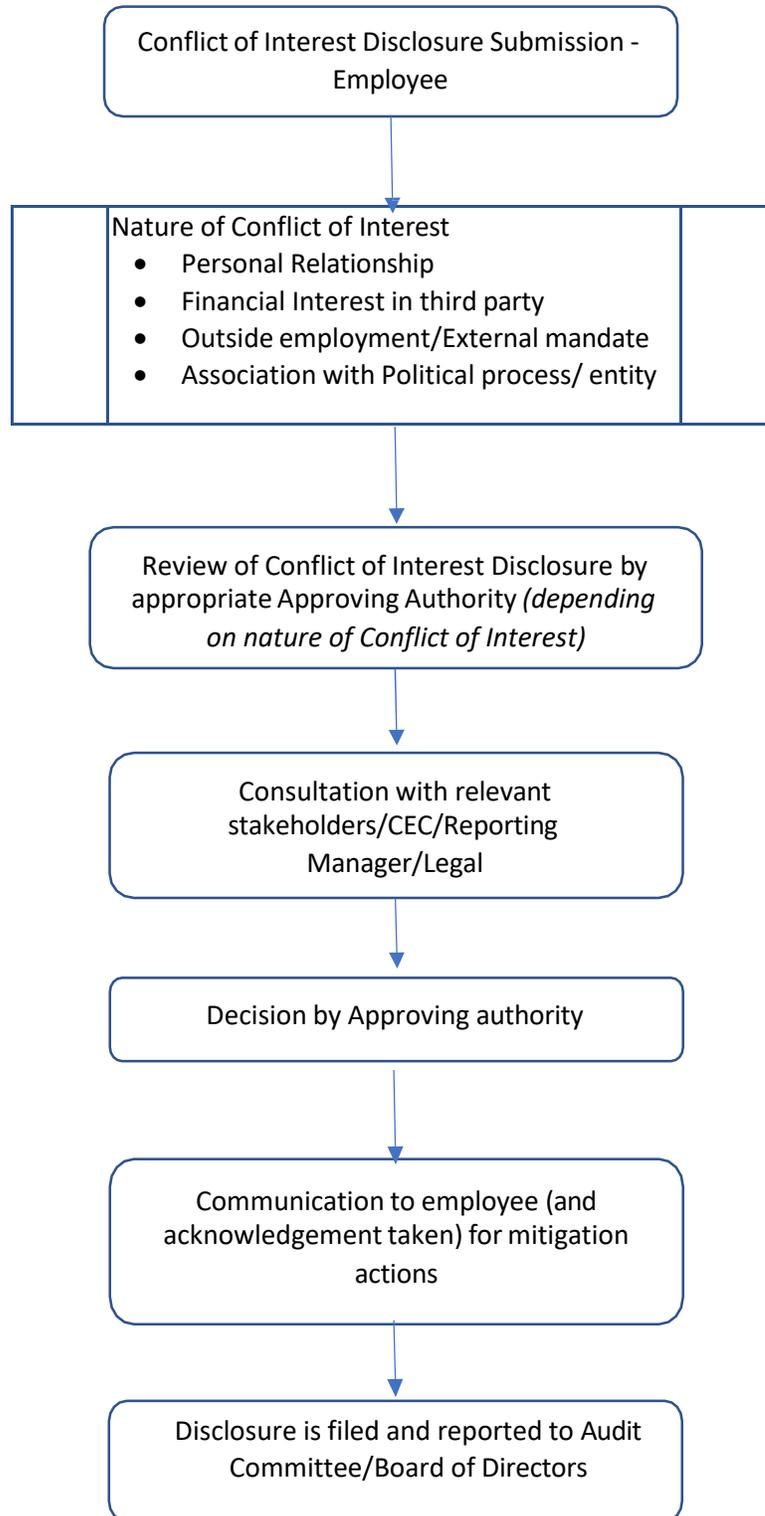 Conflict of Interest Disclosure Submission -
Employee
Nature of Conflict of Interest
• Personal Relationship
• Financial Interest in third party
• Outside employment/External mandate
• Association with Political process/ entity
Review of Conflict of Interest Disclosure by
appropriate Approving Authority (depending
on nature of Conflict of Interest)
Consultation with relevant
stakeholders/CEC/Reporting
Manager/Legal
Decision by Approving authority
Communication to employee (and
acknowledgement taken) for mitigation
actions
Disclosure is filed and reported to Audit
Committee/Board of Directors